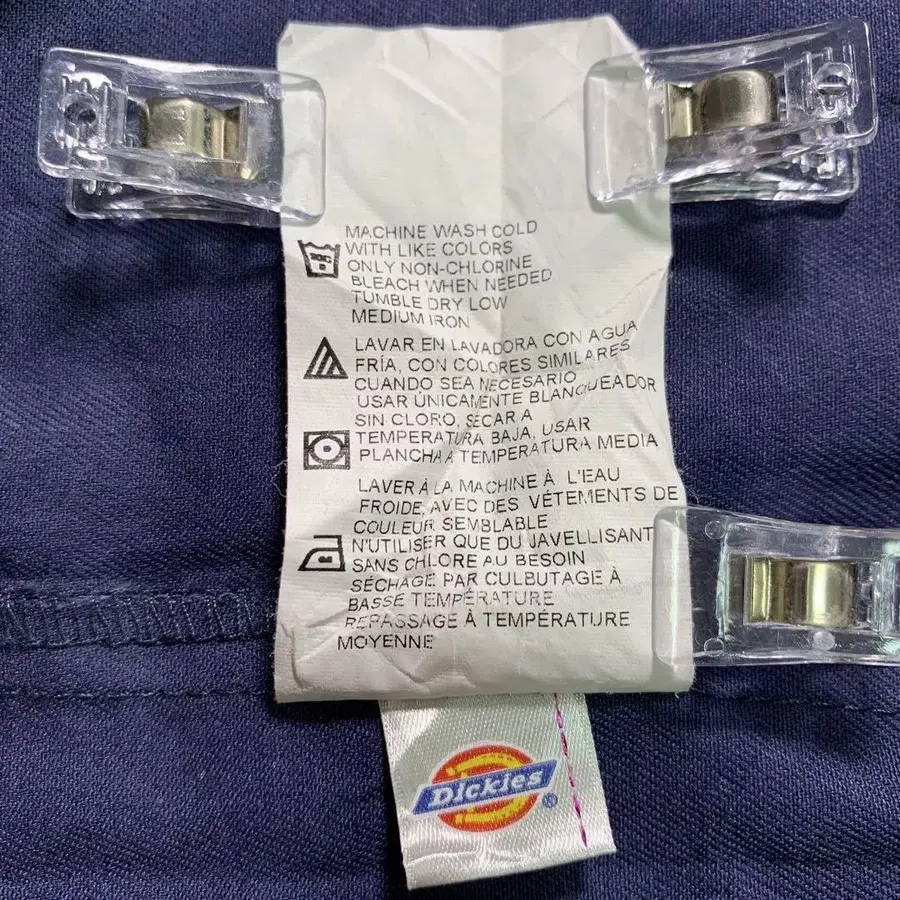 MACHINE WASH COLD
WITH LIKE COLORS
ONLY NON-CHLORINE
BLEACH WHEN NEEDED
TUMBLE DRY LOW
MEDIUM IRON
LAVAR EN LAVADORA CON AGUA
FRÍA, CON COLORES SIMILARES
CUANDO SEA NECESARIO
USAR ÚNICAMENTE BLANQUEADOR
SIN CLORO, SECAR A
TEMPERATURA BAJA, USAR
PLANCHA A TEMPERATURA MEDIA
LAVER À LA MACHINE À L'EAU
FROIDE, AVEC DES VÊTEMENTS DE
COULEUR SEMBLABLE
N'UTILISER QUE DU JAVELLISANT
SANS CHLORE AU BESOIN
SÉCHAGE PAR CULBUTAGE À
BASSE TEMPÉRATURE
REPASSAGE À TEMPÉRATURE
MOYENNE
Dickies®